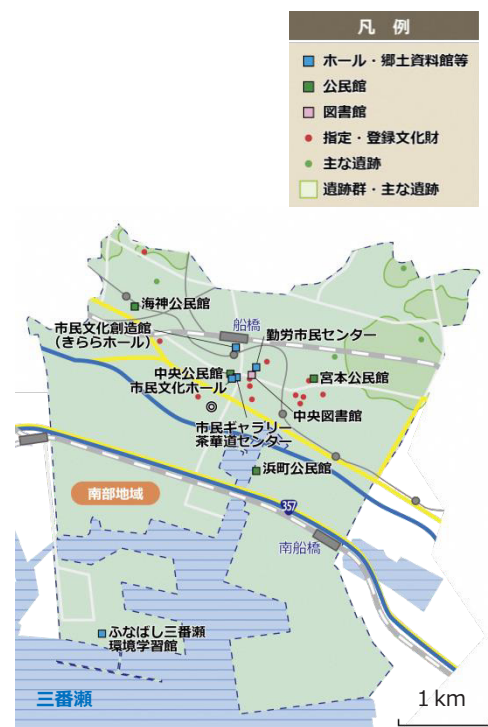 凡 例
ホール・郷土資料館等
公民館
図書館
指定・登録文化財
主な遺跡
遺跡群・主な遺跡
海神公民館
市民文化創造館
（きららホール）
船橋
勤労市民センター
中央公民館
市民文化ホール
宮本公民館
中央図書館
市民ギャラリー
茶華道センター
浜町公民館
南部地域
357
南船橋
ふなばし三番瀬
環境学習館
三番瀬
1km